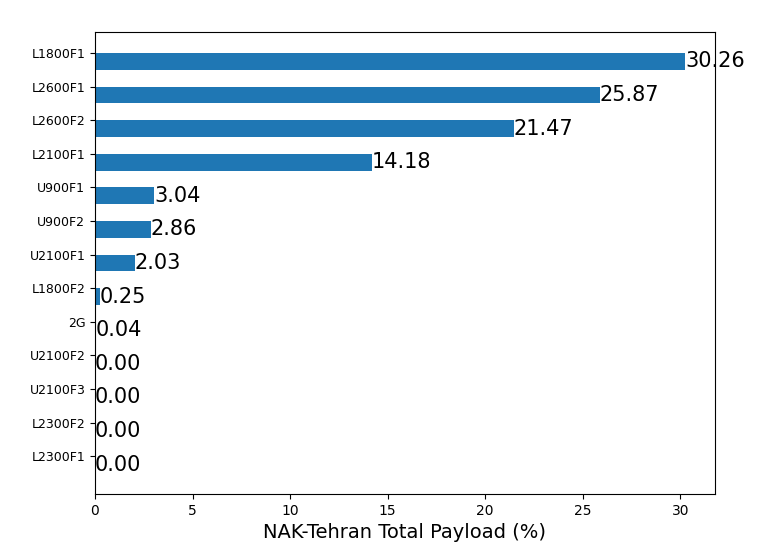 L1800F1 30.26
L2600F1 25.87
L2600F2 21.47
L2100F1 14.18
U900F1 3.04
U900F2 2.86
U2100F1 2.03
L1800F2 0.25
2G 0.04
U2100F2 0.00
U2100F3 0.00
L2300F2 0.00
L2300F1 0.00
0 5 10 15 20 25 30
NAK-Tehran Total Payload (%)